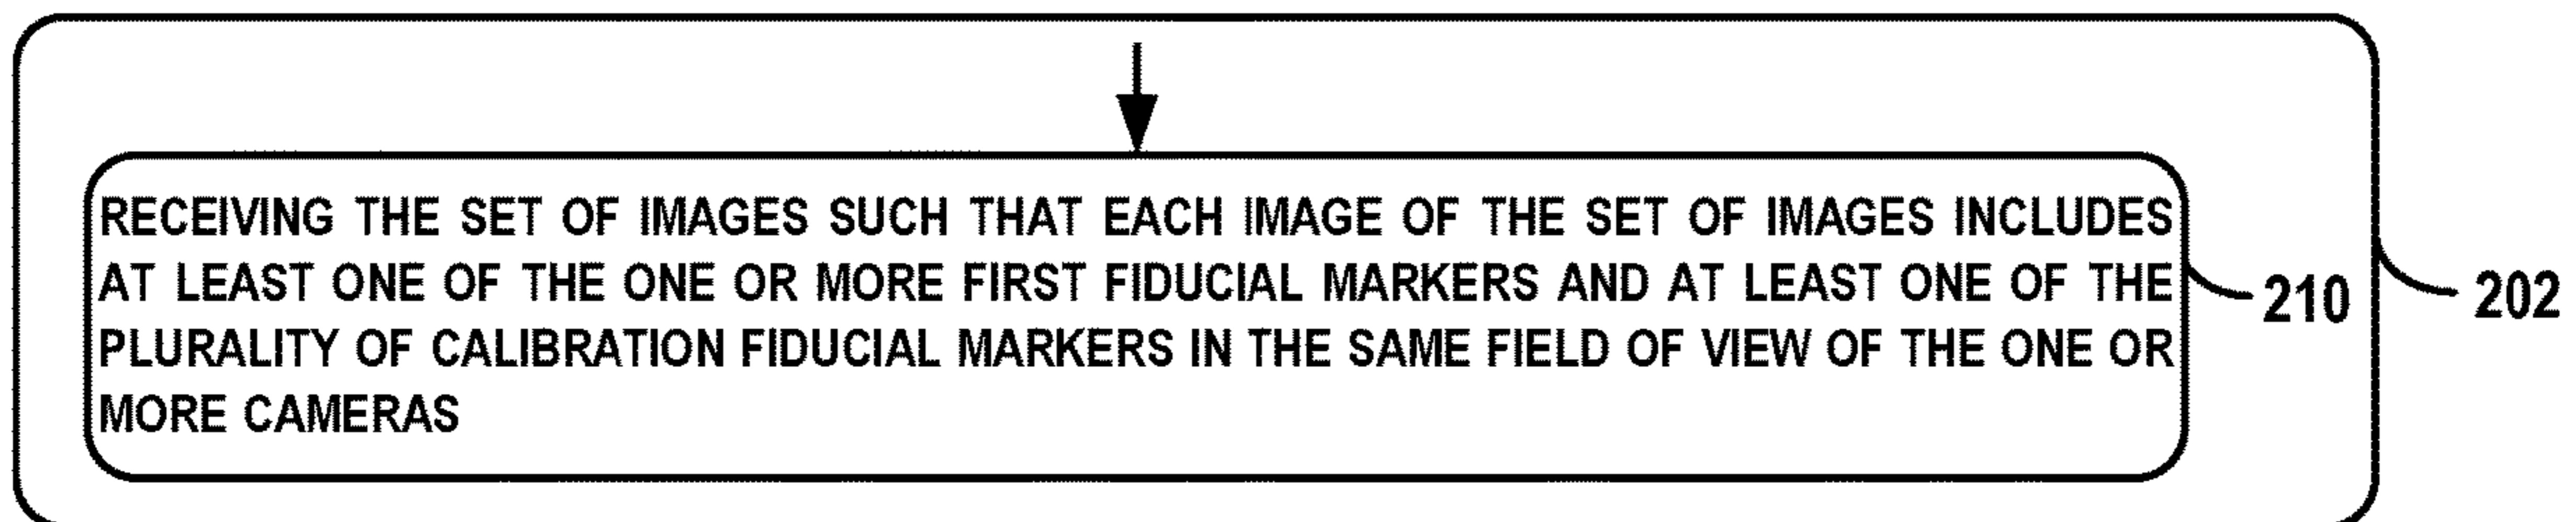 RECEIVING THE SET OF IMAGES SUCH THAT EACH IMAGE OF THE SET OF IMAGES INCLUDES
AT LEAST ONE OF THE ONE OR MORE FIRST FIDUCIAL MARKERS AND AT LEAST ONE OF THE
PLURALITY OF CALIBRATION FIDUCIAL MARKERS IN THE SAME FIELD OF VIEW OF THE ONE OR
MORE CAMERAS
210
202